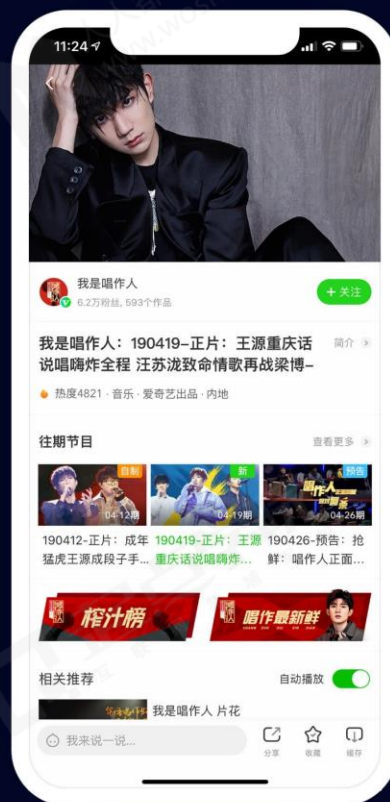 11:24
我是唱作人
6.2万粉丝, 593个作品
+ 关注
我是唱作人：190419-正片：王源重庆话
说唱嗨炸全程 汪苏泷致命情歌再战梁博-
简介
热度4821 · 音乐 · 爱奇艺出品 · 内地
往期节目
查看更多
自制
新
预告
04-12期
04-19期
04-26期
190412-正片：成年
猛虎王源成段子手...
190419-正片：王源
重庆话说唱嗨炸...
190426-预告：抢
鲜：唱作人正面...
榨汁榜
唱作最新鲜
相关推荐
自动播放
我是唱作人 片花
我来说一说...
分享
收藏
缓存